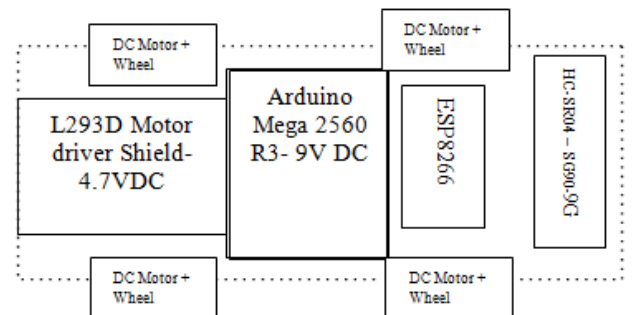 DC Motor +
Wheel
DC Motor +
Wheel
L293D Motor
driver Shield-
4.7VDC
Arduino
Mega 2560
R3- 9V DC
ESP8266
HC-SR04 – SG90-9G
DC Motor +
Wheel
DC Motor +
Wheel